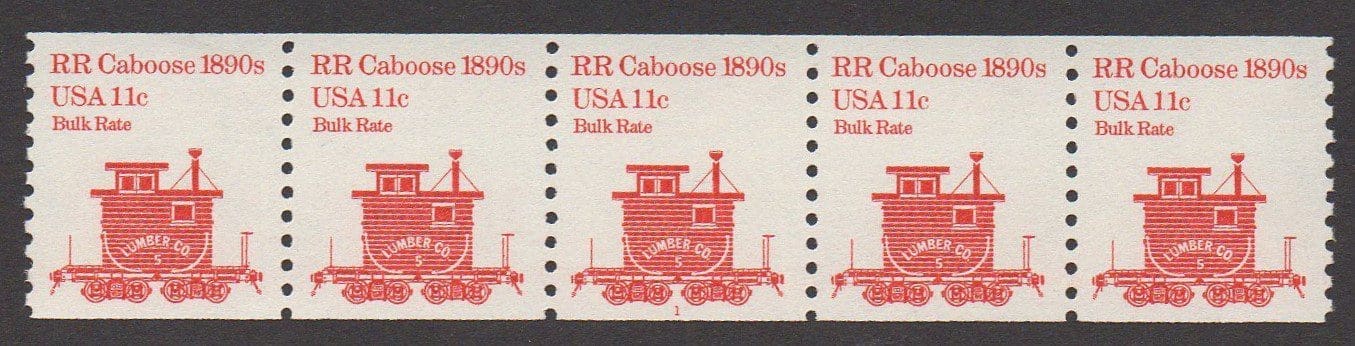 RR Caboose 1890s
USA 11c
Bulk Rate
LUMBER·CO.
5
RR Caboose 1890s
USA 11c
Bulk Rate
LUMBER·CO.
5
RR Caboose 1890s
USA 11c
Bulk Rate
LUMBER·CO.
5
1
RR Caboose 1890s
USA 11c
Bulk Rate
LUMBER·CO.
5
RR Caboose 1890s
USA 11c
Bulk Rate
LUMBER·CO.
5